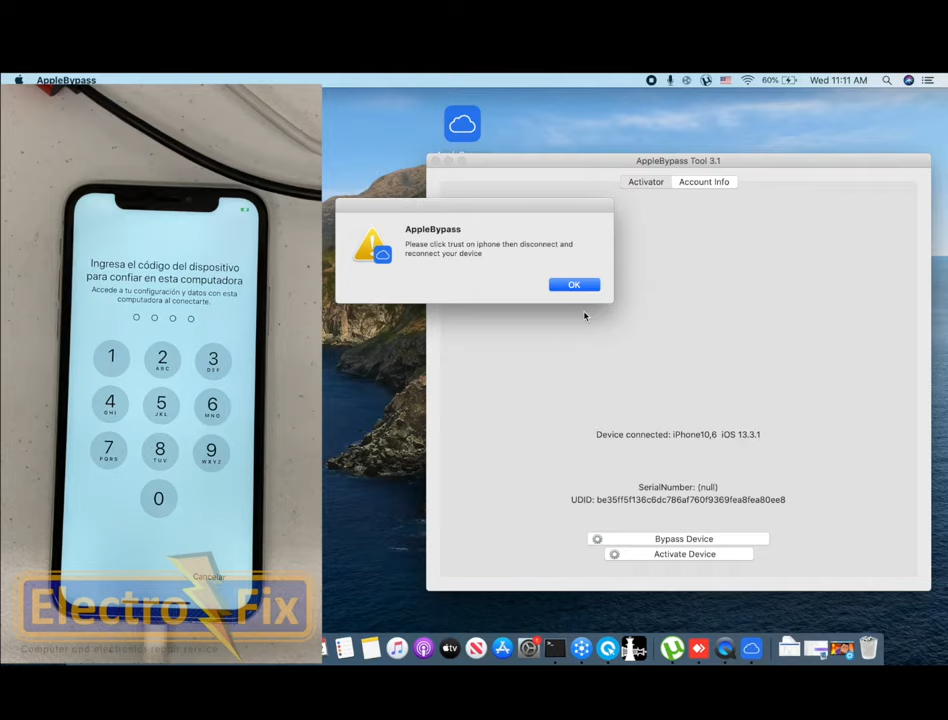 AppleBypass
60%
Wed 11:11 AM
AppleBypass Tool 3.1
Activator
Account Info
AppleBypass
Please click trust on iphone then disconnect and
reconnect your device
OK
Ingresa el código del dispositivo
para confiar en esta computadora
Accede a tu configuración y datos con esta
computadora al conectarte.
1
2
ABC
3
DEF
4
GHI
5
JKL
6
MNO
7
PQRS
8
TUV
9
WXYZ
0
Cancelar
Device connected: iPhone10,6 iOS 13.3.1
SerialNumber: (null)
UDID: be35ff5f136c6dc786af760f9369fea8fea80ee8
Bypass Device
Activate Device
Electro Fix
Computer and electronics repair service
tv